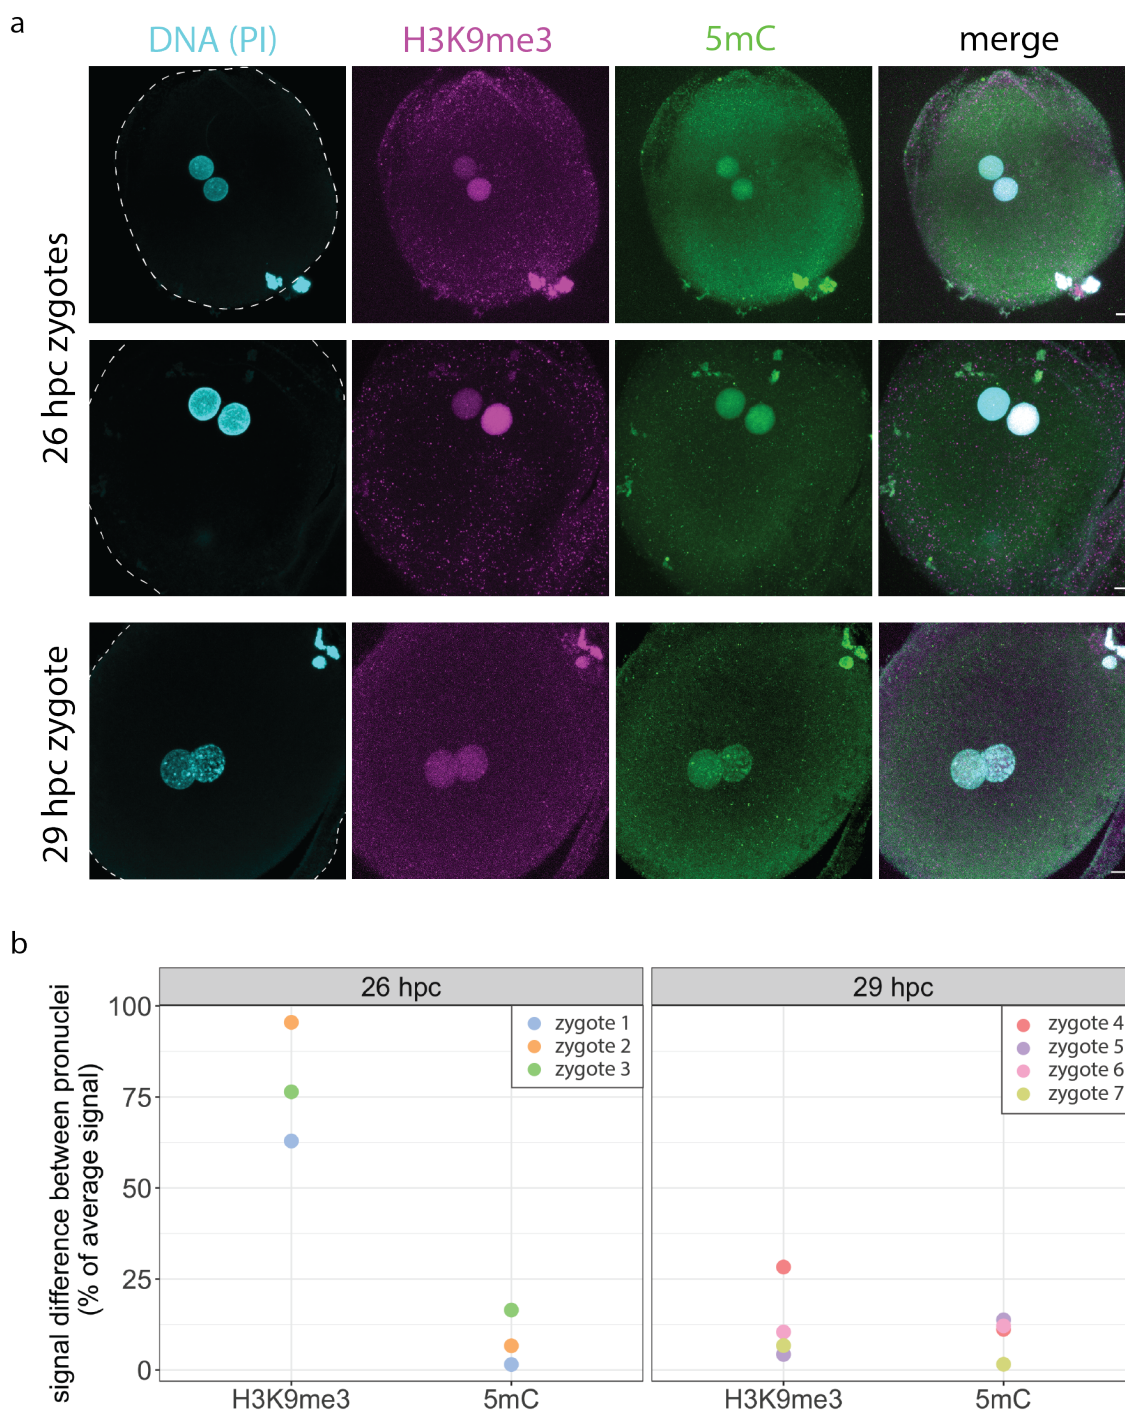 a
DNA (PI)
H3K9me3
5mC
merge
26 hpc zygotes
29 hpc zygote
b
signal difference between pronuclei
(% of average signal)
26 hpc
29 hpc
100
75
50
25
0
zygote 1
zygote 2
zygote 3
zygote 4
zygote 5
zygote 6
zygote 7
H3K9me3
5mC
H3K9me3
5mC